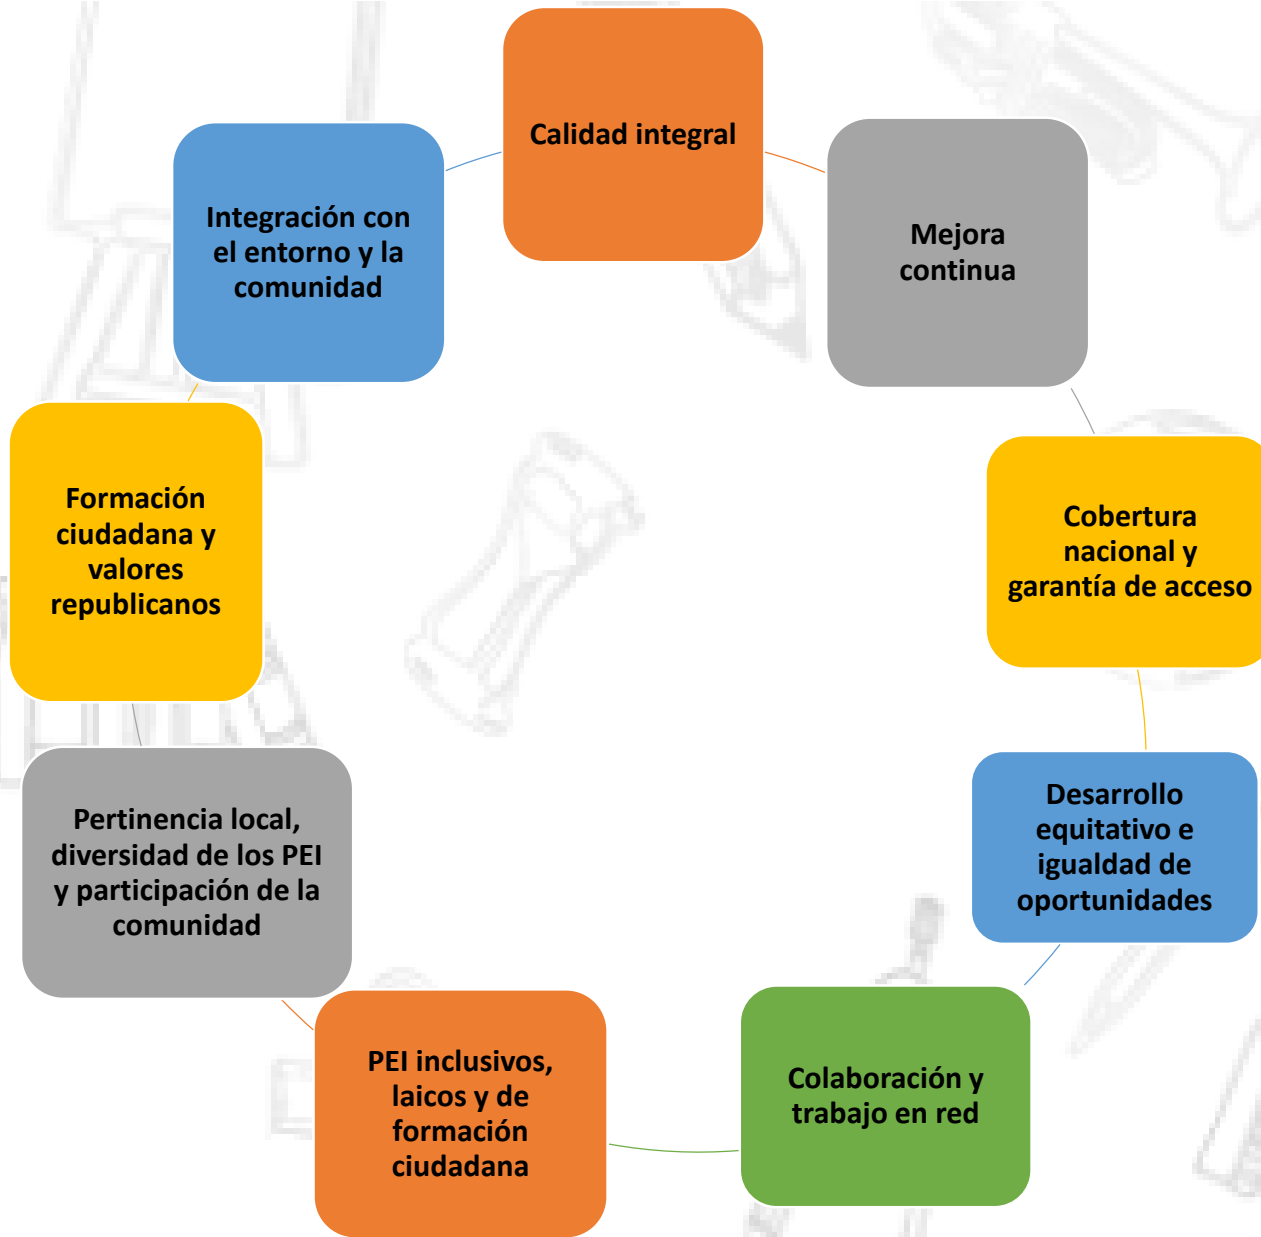 Calidad integral
Mejora
continua
Cobertura
nacional y
garantía de acceso
Desarrollo
equitativo e
igualdad de
oportunidades
Colaboración y
trabajo en red
PEI inclusivos,
laicos y de
formación
ciudadana
Pertinencia local,
diversidad de los PEI
y participación de la
comunidad
Formación
ciudadana y
valores
republicanos
Integración con
el entorno y la
comunidad